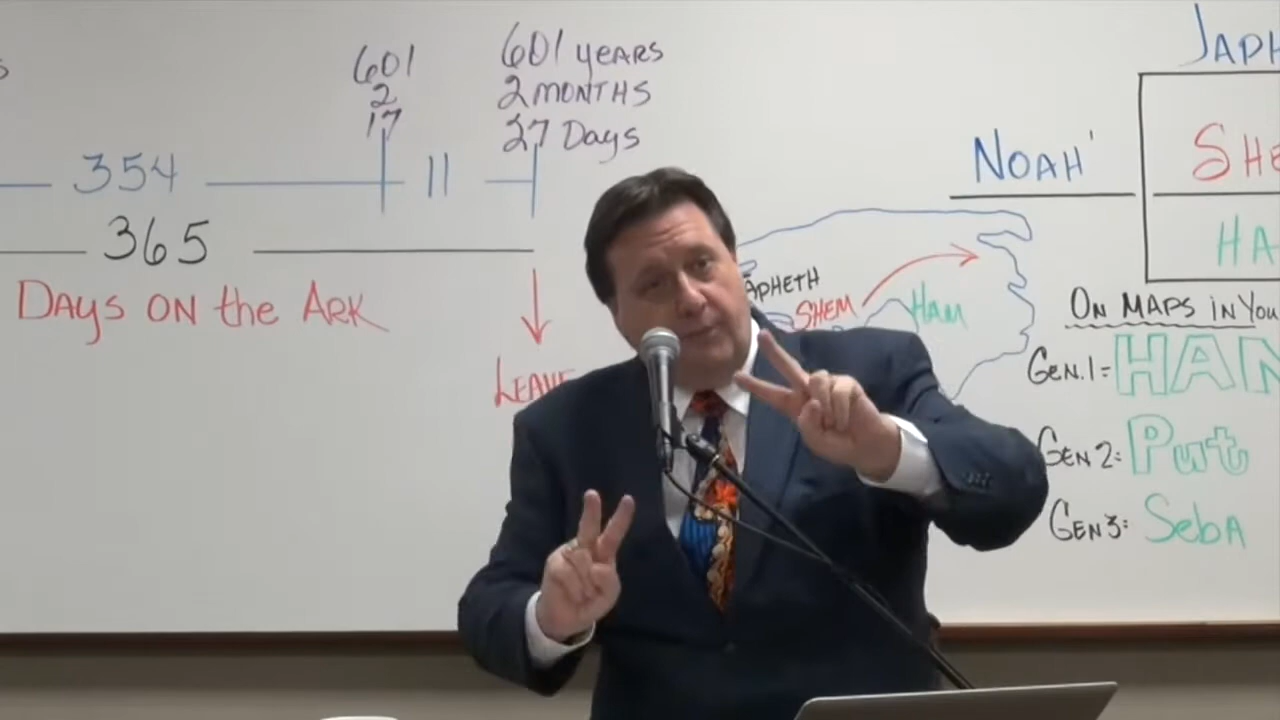 601
2
17
601 years
2 months
27 Days
354
11
365
Days on the Ark
Leave
Noah
Japh
She
Ha
apheth
Shem
Ham
On Maps in You
Gen. 1 = HAM
Gen 2: Put
Gen 3: Seba